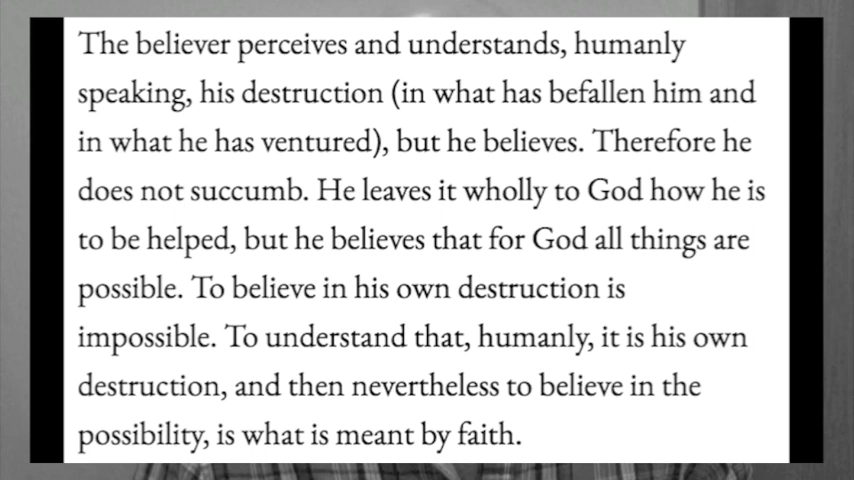 The believer perceives and understands, humanly
speaking, his destruction (in what has befallen him and
in what he has ventured), but he believes. Therefore he
does not succumb. He leaves it wholly to God how he is
to be helped, but he believes that for God all things are
possible. To believe in his own destruction is
impossible. To understand that, humanly, it is his own
destruction, and then nevertheless to believe in the
possibility, is what is meant by faith.